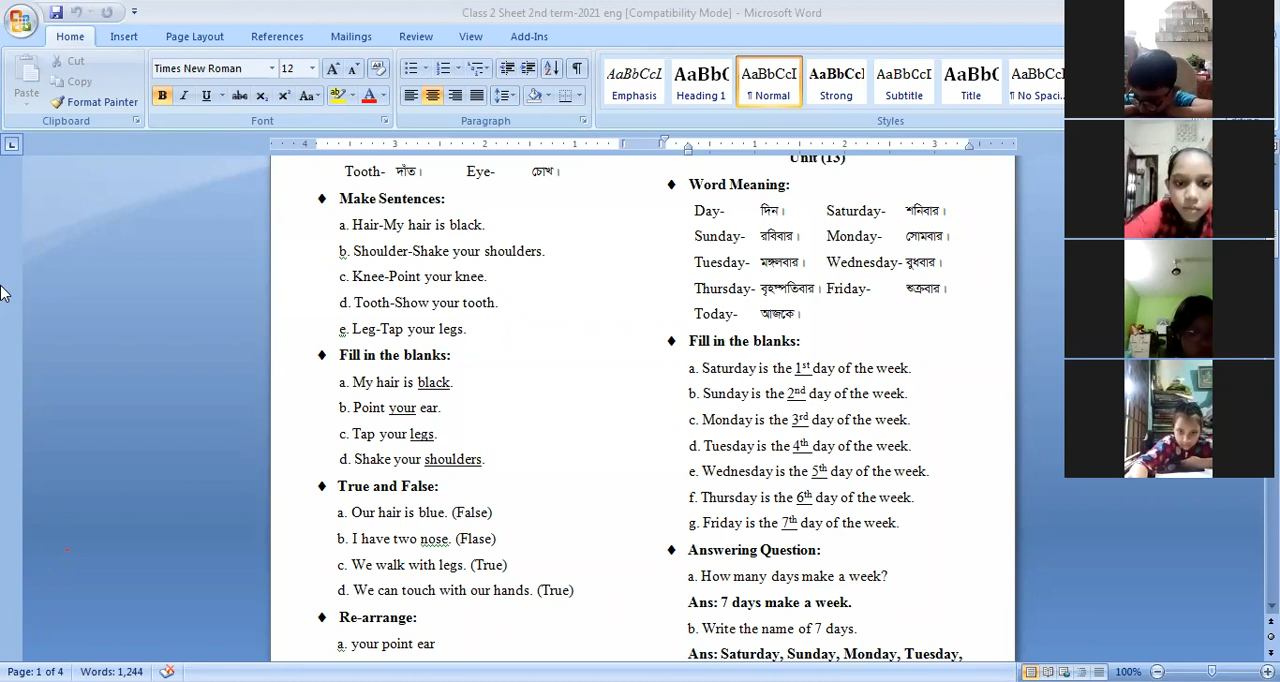 Class 2 Sheet 2nd term-2021 eng [Compatibility Mode] - Microsoft Word
Home Insert Page Layout References Mailings Review View Add-Ins
Cut
Copy
Paste
Format Painter
Clipboard
Times New Roman 12
Font
Paragraph
AaBbCcI AaBbC AaBbCcI AaBbCcI AaBbCcI AaBbC AaBbCcI
Emphasis Heading 1 ¶ Normal Strong Subtitle Title ¶ No Spaci...
Styles
Tooth- দাঁত। Eye- চোখ।
Make Sentences:
a. Hair-My hair is black.
b. Shoulder-Shake your shoulders.
c. Knee-Point your knee.
d. Tooth-Show your tooth.
e. Leg-Tap your legs.
Fill in the blanks:
a. My hair is black.
b. Point your ear.
c. Tap your legs.
d. Shake your shoulders.
True and False:
a. Our hair is blue. (False)
b. I have two nose. (Flase)
c. We walk with legs. (True)
d. We can touch with our hands. (True)
Re-arrange:
a. your point ear
Unit (13)
Word Meaning:
Day- দিন। Saturday- শনিবার।
Sunday- রবিবার। Monday- সোমবার।
Tuesday- মঙ্গলবার। Wednesday- বুধবার।
Thursday- বৃহস্পতিবার। Friday- শুক্রবার।
Today- আজকে।
Fill in the blanks:
a. Saturday is the 1st day of the week.
b. Sunday is the 2nd day of the week.
c. Monday is the 3rd day of the week.
d. Tuesday is the 4th day of the week.
e. Wednesday is the 5th day of the week.
f. Thursday is the 6th day of the week.
g. Friday is the 7th day of the week.
Answering Question:
a. How many days make a week?
Ans: 7 days make a week.
b. Write the name of 7 days.
Ans: Saturday, Sunday, Monday, Tuesday,
Page: 1 of 4 Words: 1,244 100%